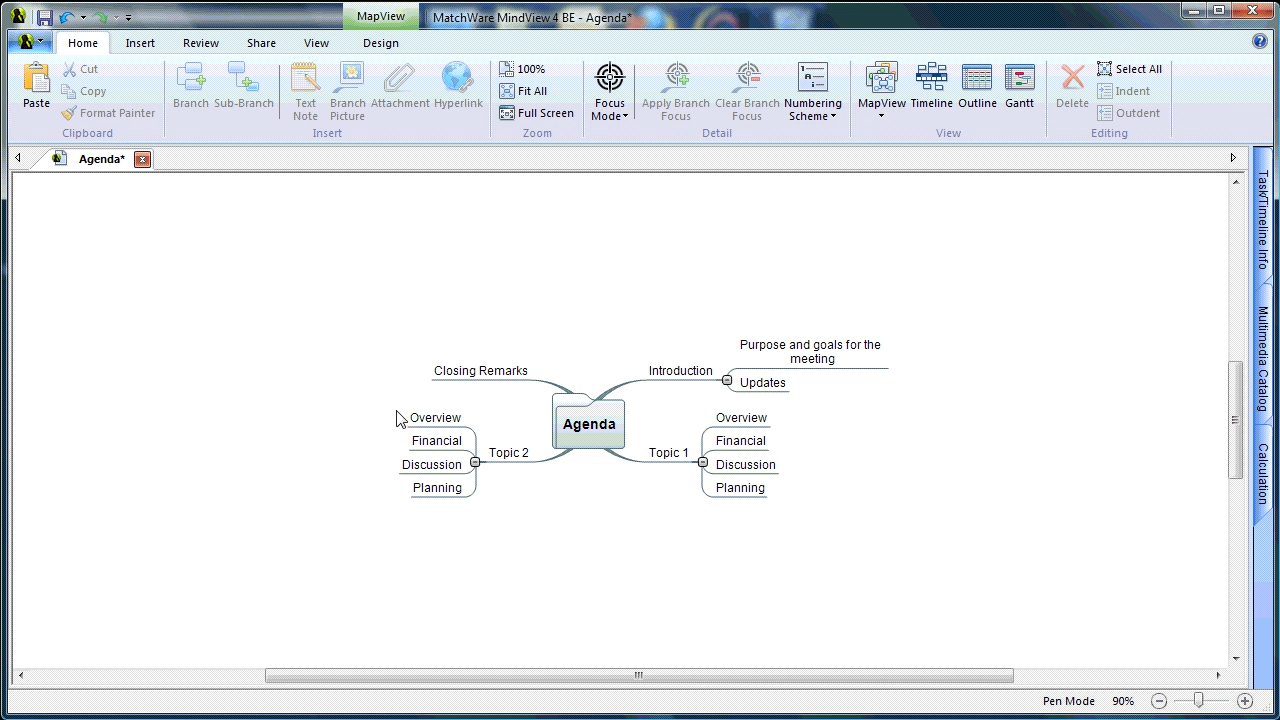 MapView
MatchWare MindView 4 BE - Agenda*
Home
Insert
Review
Share
View
Design
Paste
Cut
Copy
Format Painter
Clipboard
Branch
Sub-Branch
Text
Note
Branch
Picture
Attachment
Hyperlink
Insert
100%
Fit All
Full Screen
Zoom
Focus
Mode
Apply Branch
Focus
Clear Branch
Focus
Numbering
Scheme
Detail
MapView
Timeline
Outline
Gantt
View
Delete
Select All
Indent
Outdent
Editing
Agenda*
Task/Timeline Info
Multimedia Catalog
Calculation
Closing Remarks
Overview
Financial
Discussion
Planning
Topic 2
Agenda
Introduction
Purpose and goals for the
meeting
Updates
Topic 1
Overview
Financial
Discussion
Planning
Pen Mode
90%